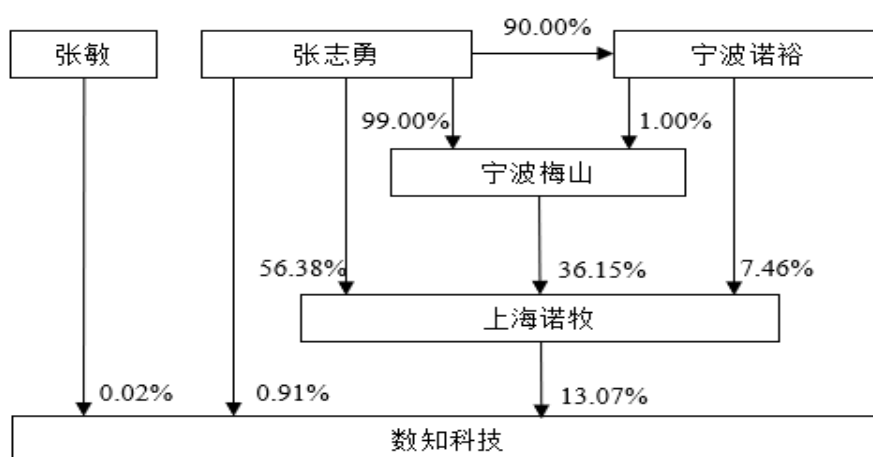 90.00%
张敏
张志勇
宁波诺裕
99.00%
1.00%
宁波梅山
56.38%
36.15%
7.46%
上海诺牧
0.02%
0.91%
13.07%
数知科技